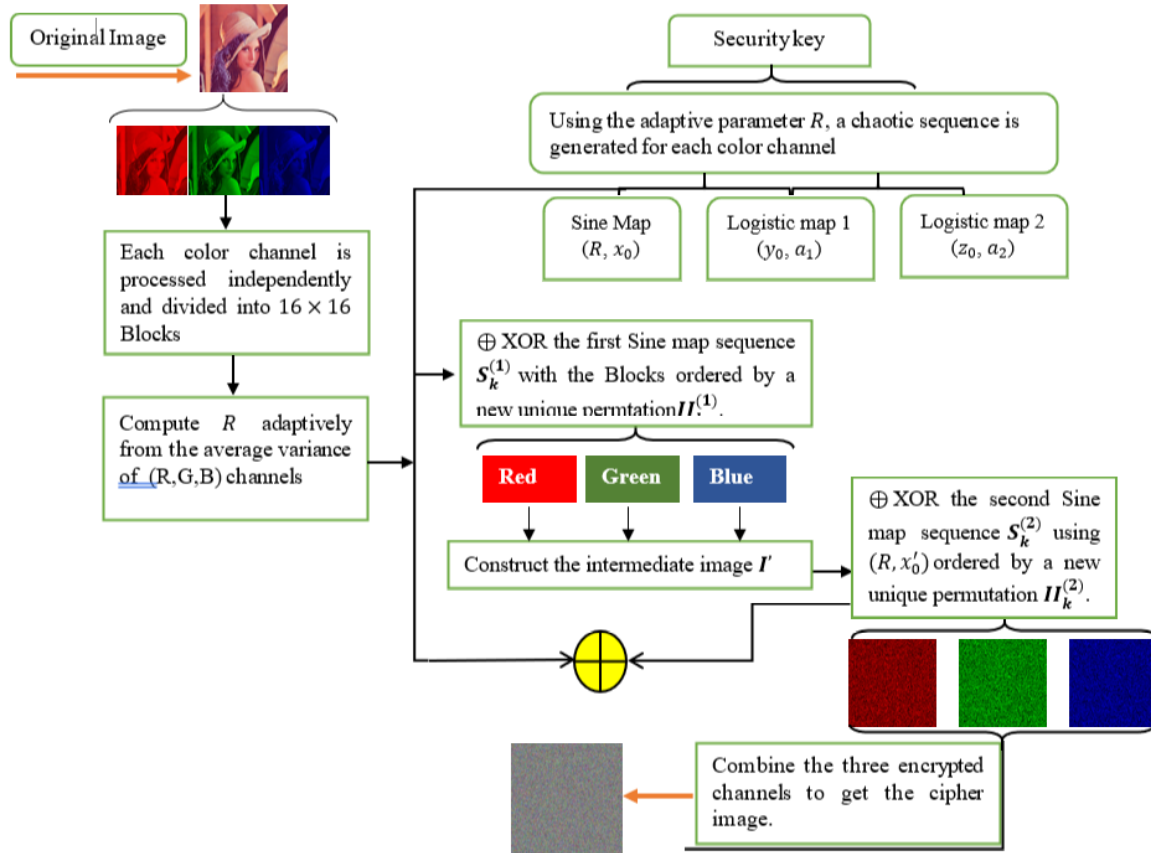 Original Image
Security key
Using the adaptive parameter R, a chaotic sequence is
generated for each color channel
Sine Map
(R, x₀)
Logistic map 1
(y₀, a₁)
Logistic map 2
(z₀, a₂)
Each color channel is
processed independently
and divided into 16 × 16
Blocks
Compute R adaptively
from the average variance
of (R,G,B) channels
⊕ XOR the first Sine map sequence
S_k^(1) with the Blocks ordered by a
new unique permtation II^(1).
Red
Green
Blue
Construct the intermediate image I'
⊕ XOR the second Sine
map sequence S_k^(2) using
(R, x₀′) ordered by a new
unique permutation II_k^(2).
Combine the three encrypted
channels to get the cipher
image.